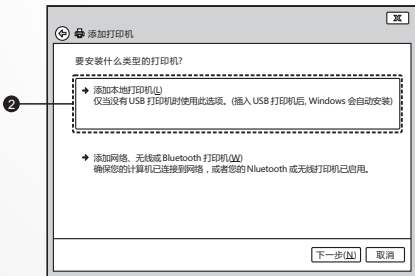 X
添加打印机
要安装什么类型的打印机?
添加本地打印机(L)
仅当没有USB 打印机时使用此选项。(插入 USB 打印机后, Windows 会自动安装)
2
添加网络、无线或 Bluetooth 打印机(W)
确保您的计算机已连接到网络，或者您的 Nluetooth 或无线打印机已启用。
下一步(N) 取消